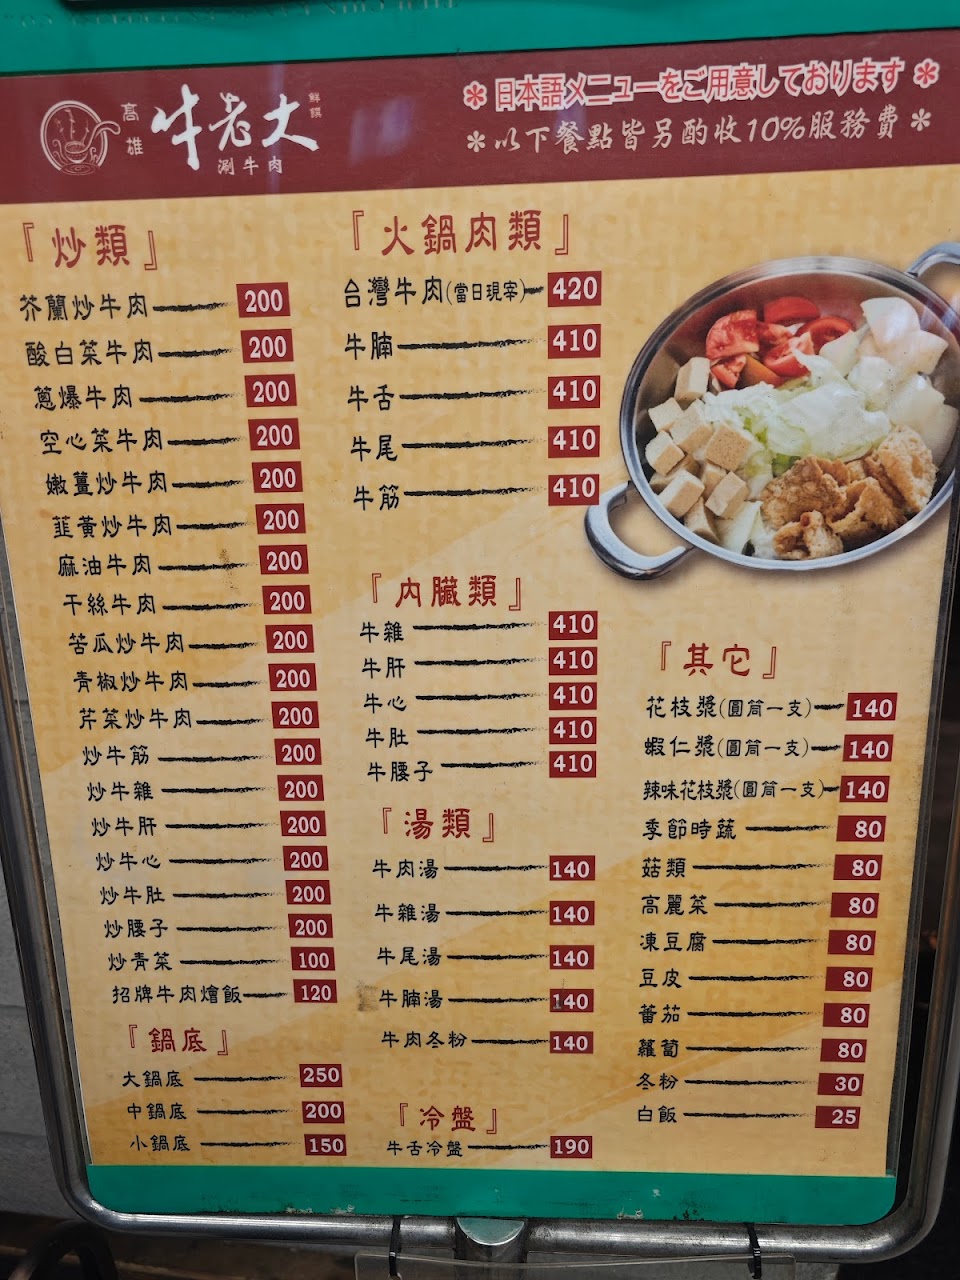 高雄 牛老大 鮮饌
涮牛肉
✻日本語メニューをご用意しております✻
✻以下餐點皆另酌收10%服務費✻
『炒類』
芥蘭炒牛肉 200
酸白菜牛肉 200
蔥爆牛肉 200
空心菜牛肉 200
嫩薑炒牛肉 200
韮黃炒牛肉 200
麻油牛肉 200
干絲牛肉 200
苦瓜炒牛肉 200
青椒炒牛肉 200
芹菜炒牛肉 200
炒牛筋 200
炒牛雜 200
炒牛肝 200
炒牛心 200
炒牛肚 200
炒腰子 200
炒青菜 100
招牌牛肉燴飯 120
『鍋底』
大鍋底 250
中鍋底 200
小鍋底 150
『火鍋肉類』
台灣牛肉(當日現宰) 420
牛腩 410
牛舌 410
牛尾 410
牛筋 410
『內臟類』
牛雜 410
牛肝 410
牛心 410
牛肚 410
牛腰子 410
『湯類』
牛肉湯 140
牛雜湯 140
牛尾湯 140
牛腩湯 140
牛肉冬粉 140
『冷盤』
牛舌冷盤 190
『其它』
花枝漿(圓筒一支) 140
蝦仁漿(圓筒一支) 140
辣味花枝漿(圓筒一支) 140
季節時蔬 80
菇類 80
高麗菜 80
凍豆腐 80
豆皮 80
蕃茄 80
蘿蔔 80
冬粉 30
白飯 25